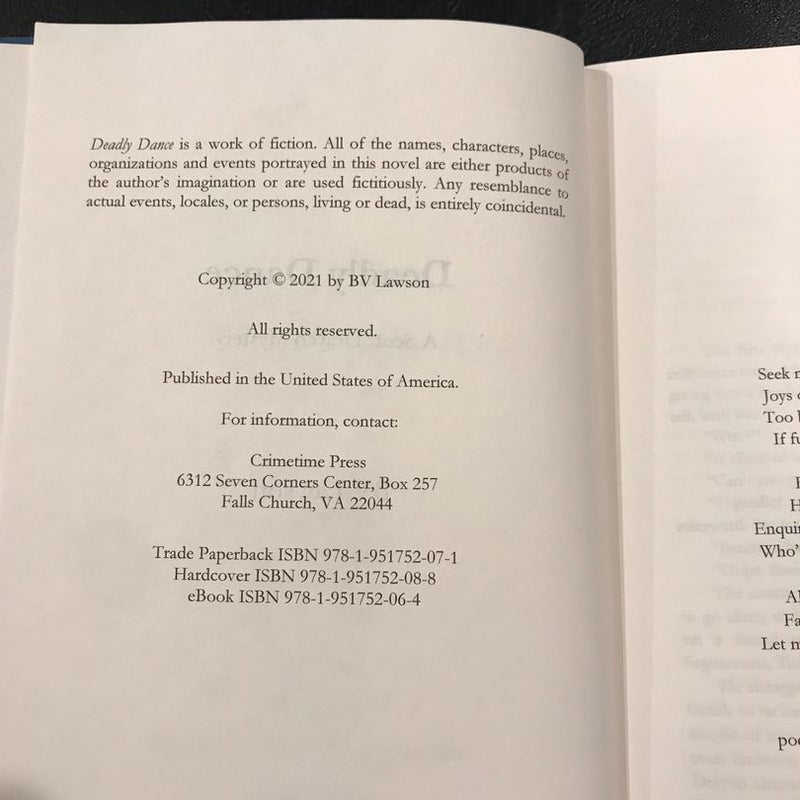 Deadly Dance is a work of fiction. All of the names, characters, places,
organizations and events portrayed in this novel are either products of
the author's imagination or are used fictitiously. Any resemblance to
actual events, locales, or persons, living or dead, is entirely coincidental.
Copyright © 2021 by BV Lawson
All rights reserved.
Published in the United States of America.
For information, contact:
Crimetime Press
6312 Seven Corners Center, Box 257
Falls Church, VA 22044
Trade Paperback ISBN 978-1-951752-07-1
Hardcover ISBN 978-1-951752-08-8
eBook ISBN 978-1-951752-06-4
Seek
Joys
Too
If
Who'
Let